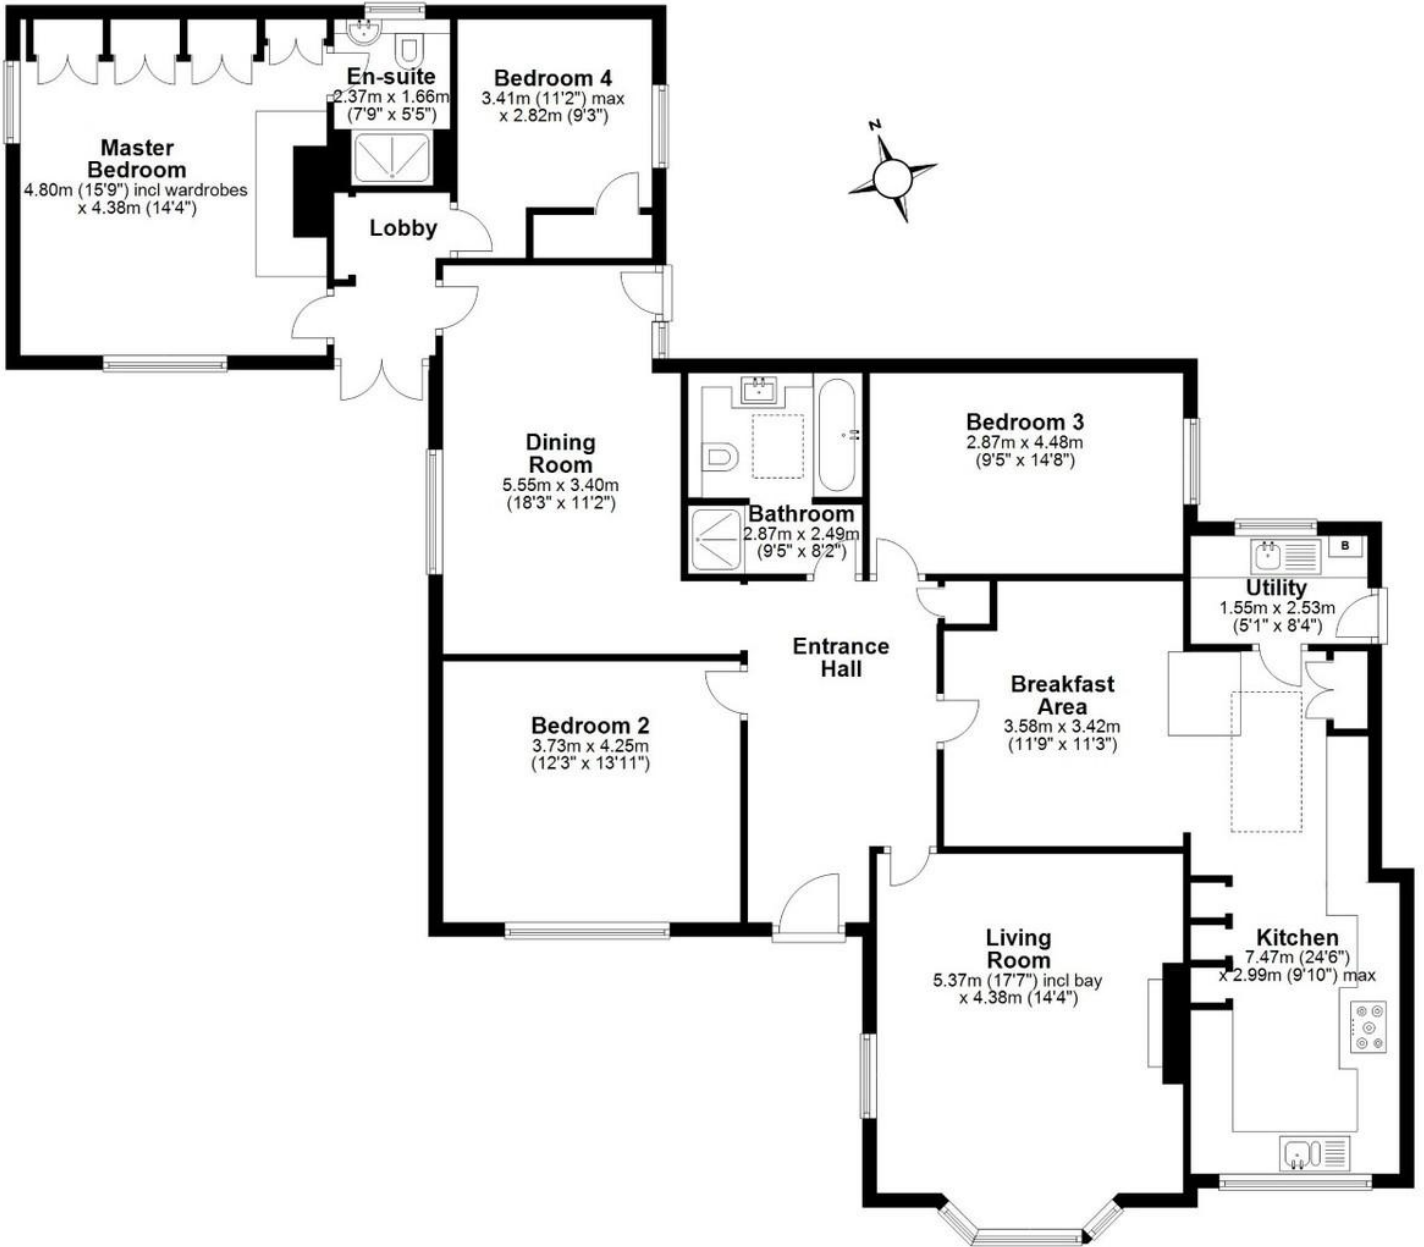 En-suite
2.37m x 1.66m
(7'9" x 5'5")
Bedroom 4
3.41m (11'2") max
x 2.82m (9'3")
N
Master
Bedroom
4.80m (15'9") incl wardrobes
x 4.38m (14'4")
Lobby
Dining
Room
5.55m x 3.40m
(18'3" x 11'2")
Bathroom
2.87m x 2.49m
(9'5" x 8'2")
Bedroom 3
2.87m x 4.48m
(9'5" x 14'8")
B
Utility
1.55m x 2.53m
(5'1" x 8'4")
Entrance
Hall
Breakfast
Area
3.58m x 3.42m
(11'9" x 11'3")
Bedroom 2
3.73m x 4.25m
(12'3" x 13'11")
Living
Room
5.37m (17'7") incl bay
x 4.38m (14'4")
Kitchen
7.47m (24'6")
x 2.99m (9'10") max